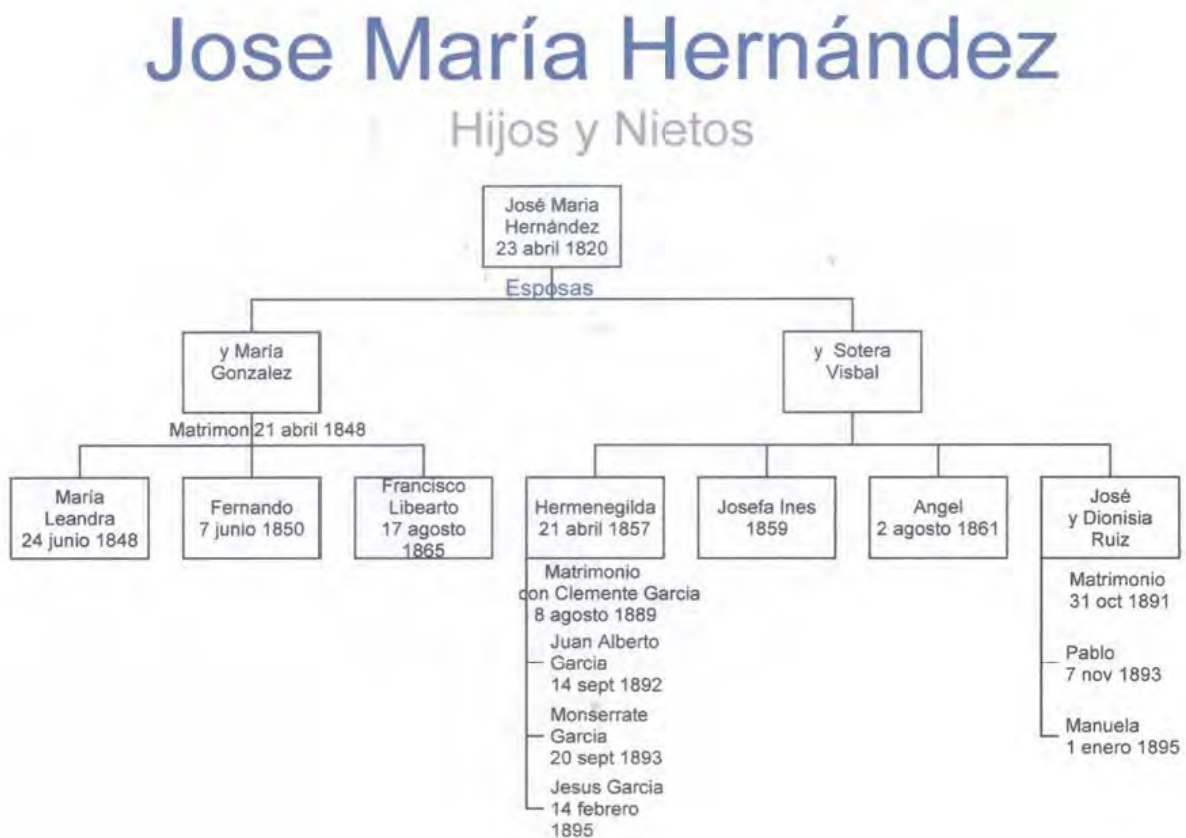 Jose María Hernández
Hijos y Nietos
José Maria
Hernández
23 abril 1820
Esposas
y María
Gonzalez
y Sotera
Visbal
Matrimon 21 abril 1848
María
Leandra
24 junio 1848
Fernando
7 junio 1850
Francisco
Libearto
17 agosto
1865
Hermenegilda
21 abril 1857
Josefa Ines
1859
Angel
2 agosto 1861
José
y Dionisia
Ruiz
Matrimonio
con Clemente Garcia
8 agosto 1889
Juan Alberto
Garcia
14 sept 1892
Monserrate
Garcia
20 sept 1893
Jesus Garcia
14 febrero
1895
Matrimonio
31 oct 1891
Pablo
7 nov 1893
Manuela
1 enero 1895